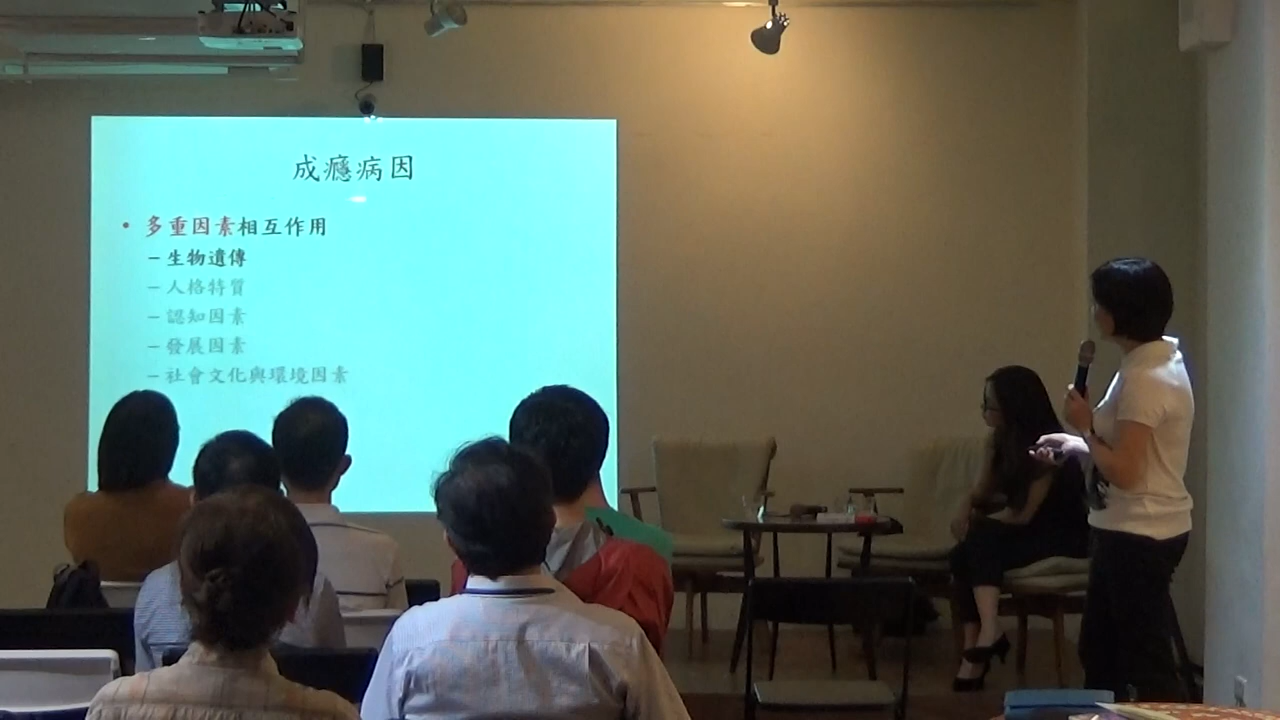 成癮病因
• 多重因素相互作用
– 生物遺傳
– 人格特質
– 認知因素
– 發展因素
– 社會文化與環境因素